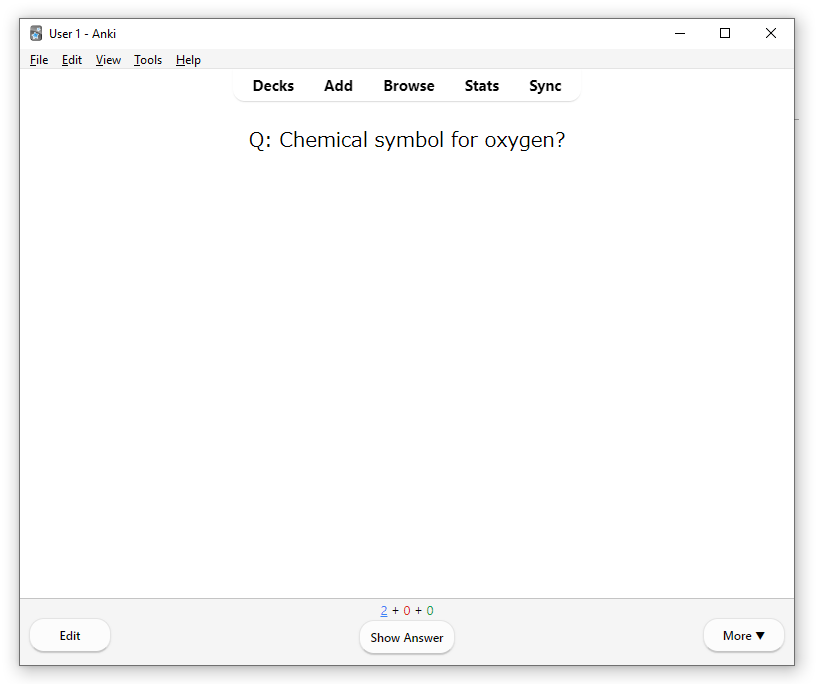 User 1 - Anki
File Edit View Tools Help
Decks Add Browse Stats Sync
Q: Chemical symbol for oxygen?
2 + 0 + 0
Edit Show Answer More ▼